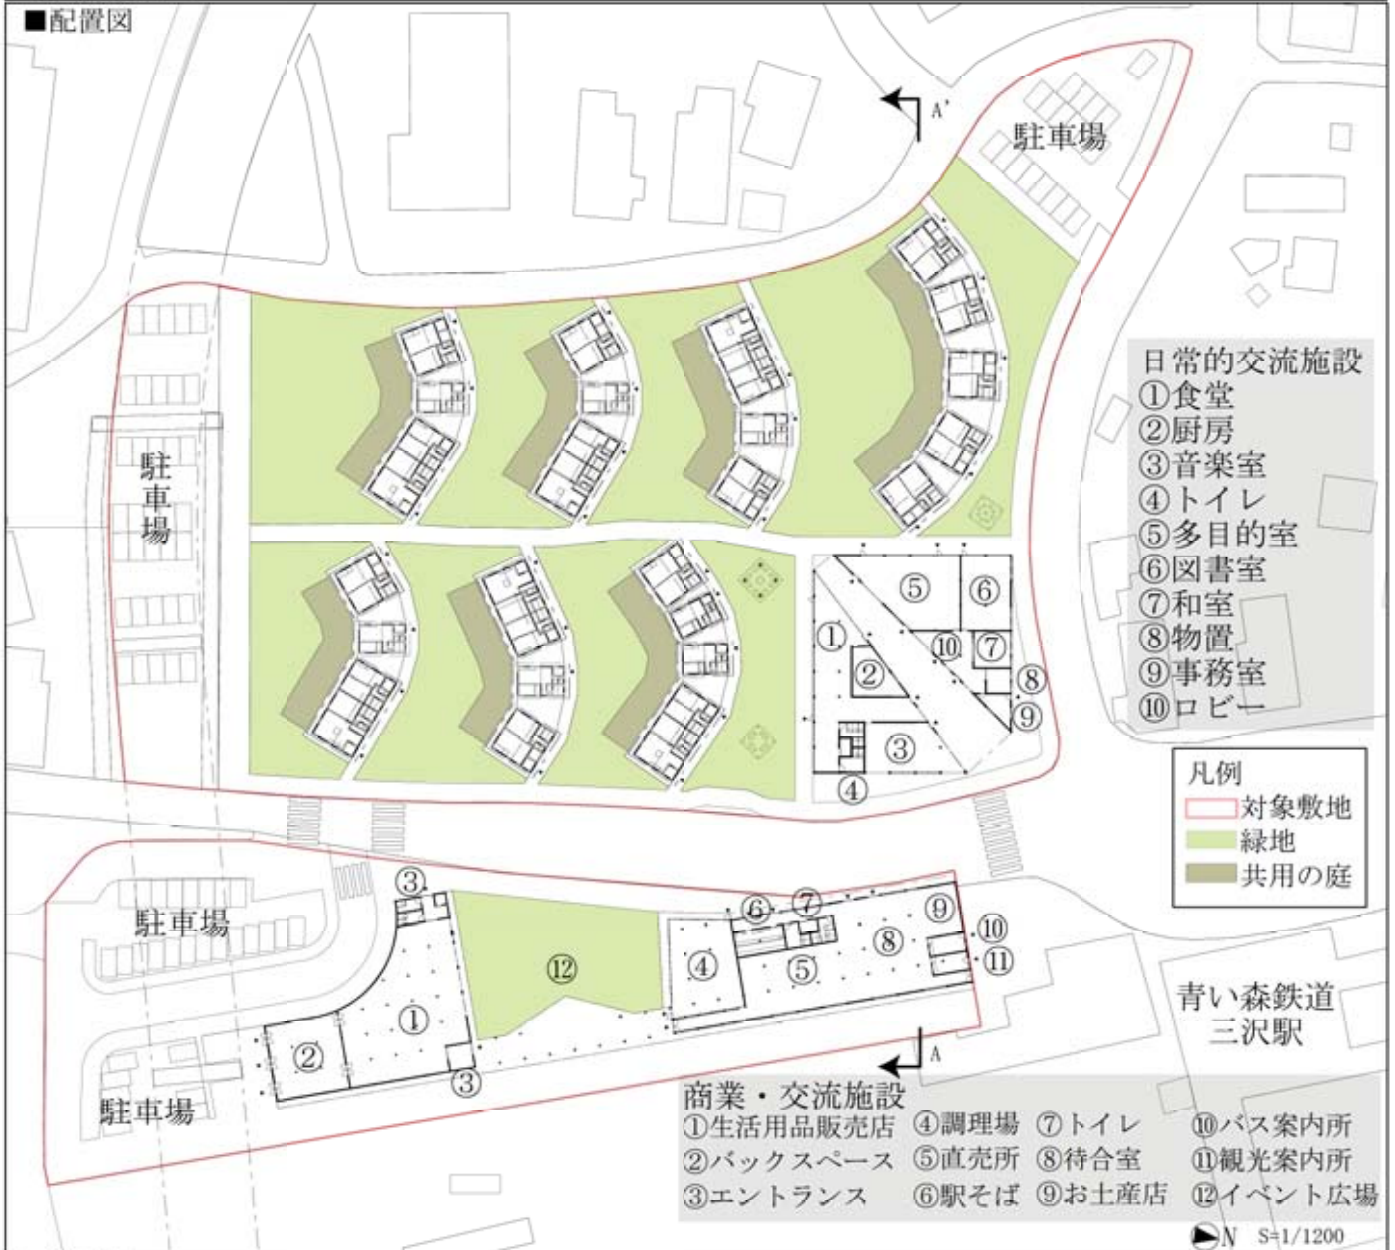 ■配置図
A'
駐車場
日常的交流施設
①食堂
②厨房
③音楽室
④トイレ
⑤多目的室
⑥図書室
⑦和室
⑧物置
⑨事務室
⑩ロビー
駐車場
⑤
⑥
①
⑩
⑦
②
⑧
⑨
③
④
凡例
対象敷地
緑地
共用の庭
③
⑥
⑦
⑨
駐車場
⑩
⑧
④
⑤
⑪
⑫
①
②
③
青い森鉄道
三沢駅
A
駐車場
商業・交流施設
①生活用品販売店 ④調理場 ⑦トイレ ⑩バス案内所
②バックスペース ⑤直売所 ⑧待合室 ⑪観光案内所
③エントランス ⑥駅そば ⑨お土産店 ⑫イベント広場
N S=1/1200